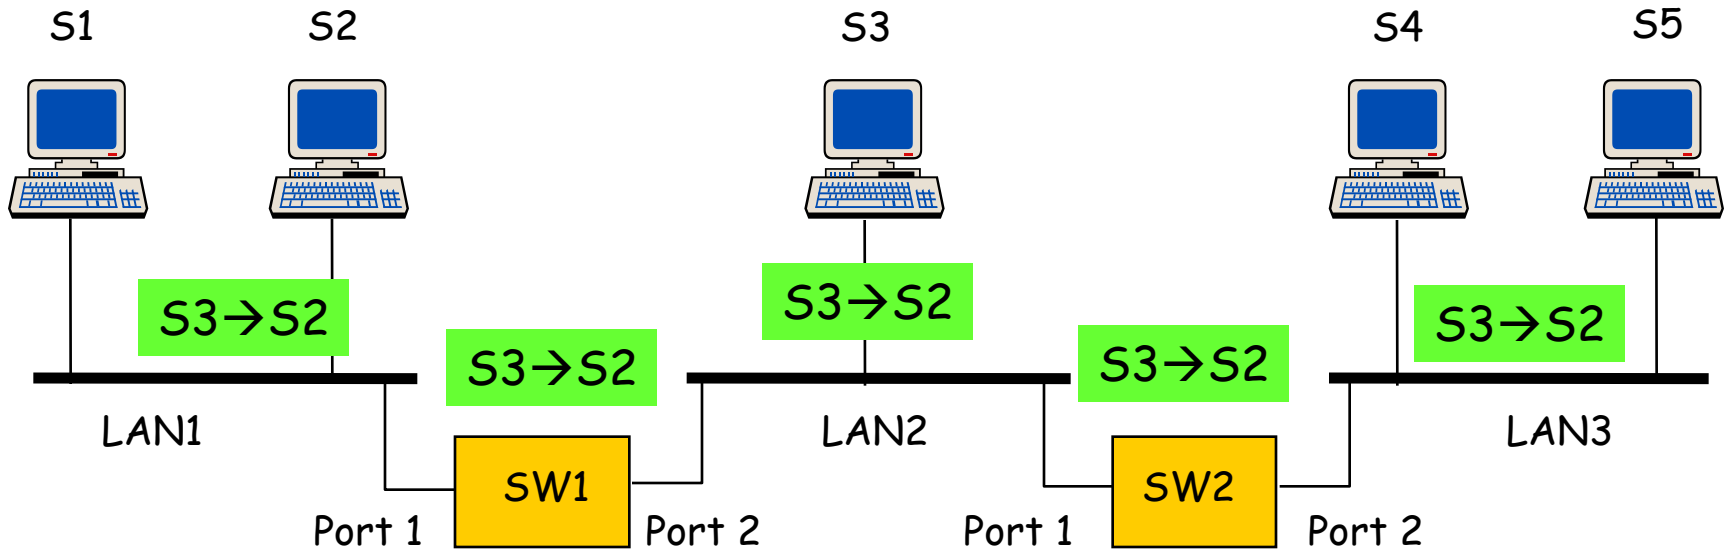 S1
S2
S3
S4
S5
S3→S2
S3→S2
S3→S2
S3→S2
S3→S2
LAN1
LAN2
LAN3
SW1
SW2
Port 1
Port 2
Port 1
Port 2